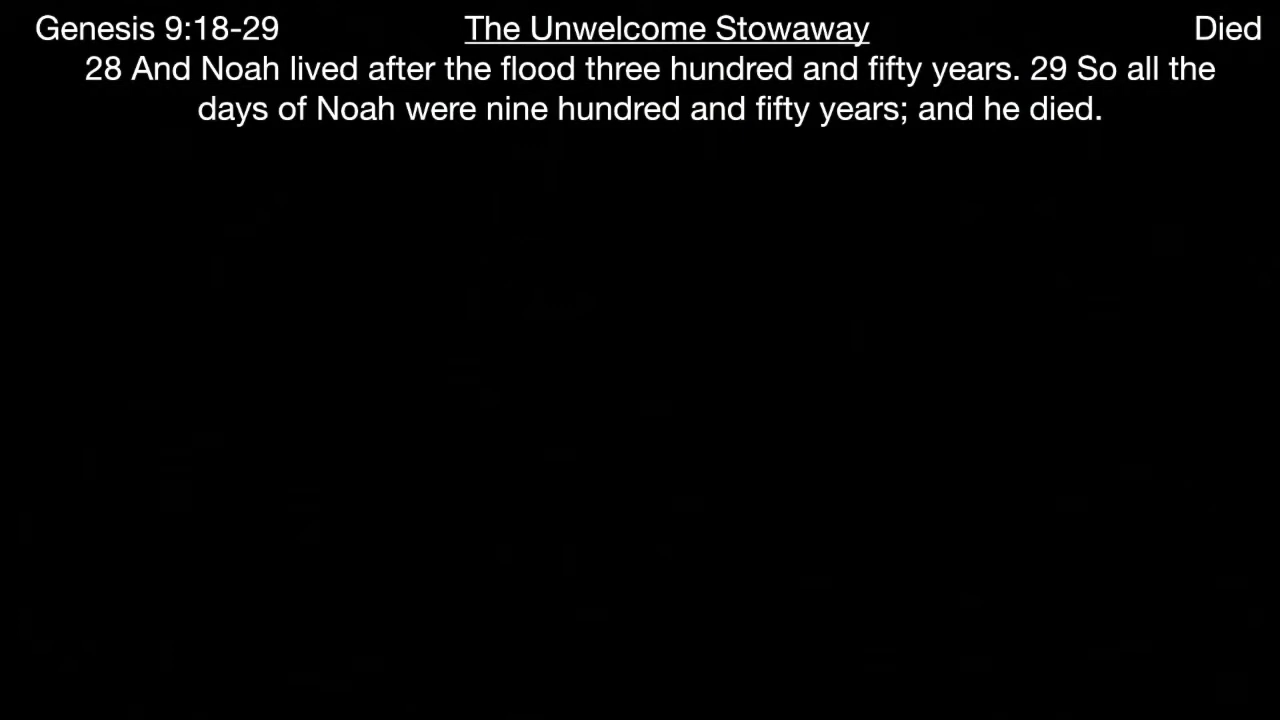 Genesis 9:18-29 The Unwelcome Stowaway Died
28 And Noah lived after the flood three hundred and fifty years. 29 So all the
days of Noah were nine hundred and fifty years; and he died.